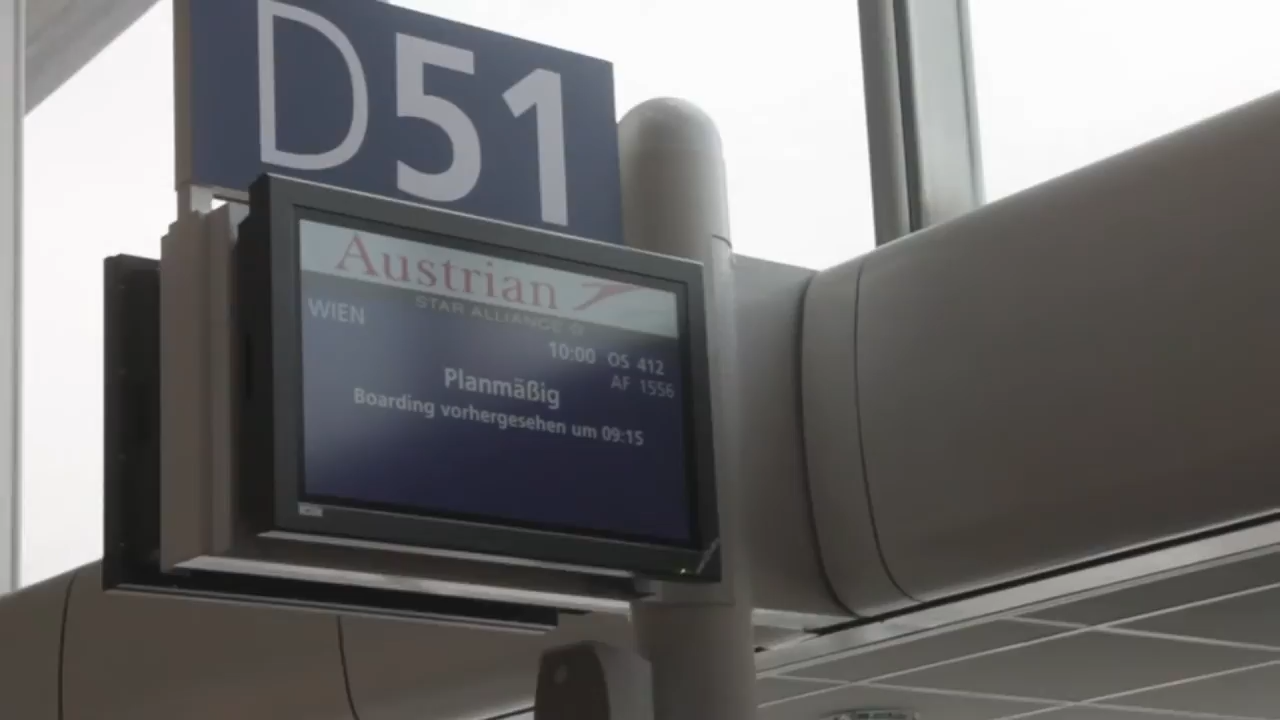 D51
Austrian
STAR ALLIANCE
WIEN
10:00 OS 412
AF 1556
Planmäßig
Boarding vorhergesehen um 09:15